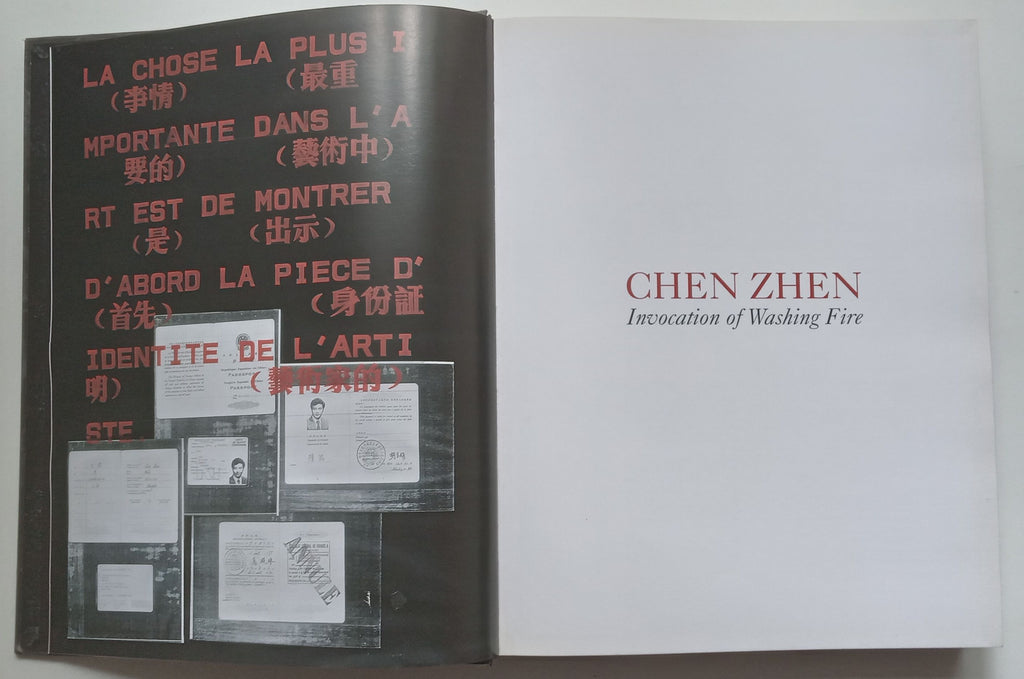 LA CHOSE LA PLUS I
（事情） （最重
MPORTANTE DANS L'A
要的） （藝術中）
RT EST DE MONTRER
（是） （出示）
D'ABORD LA PIECE D'
（首先） （身份証
IDENTITE DE L'ARTI
明） （藝術家的）
STE
PASSEPORT
ANNULE
CHEN ZHEN
Invocation of Washing Fire